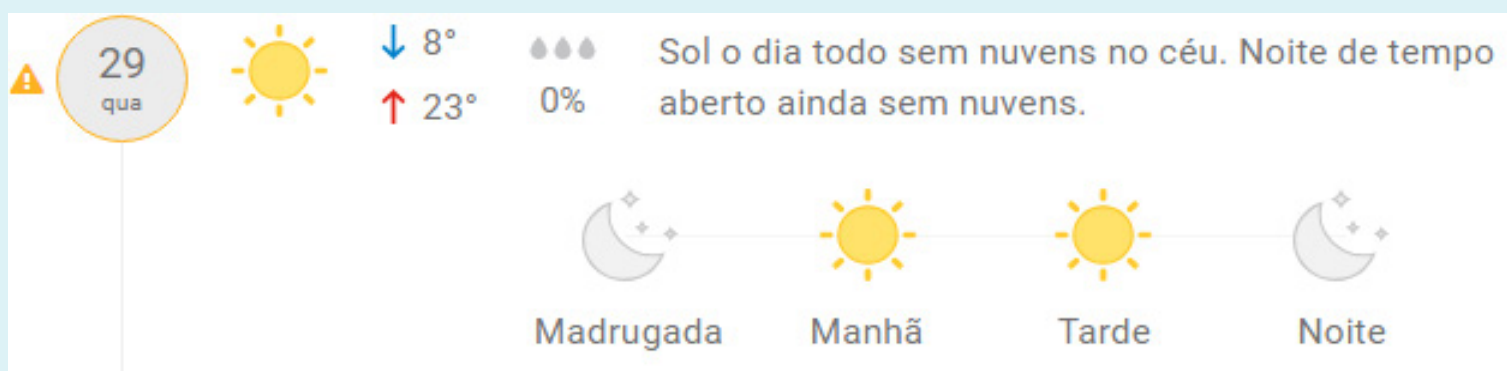 29
qua
↓ 8°
↑ 23°
0%
Sol o dia todo sem nuvens no céu. Noite de tempo
aberto ainda sem nuvens.
Madrugada Manhã Tarde Noite